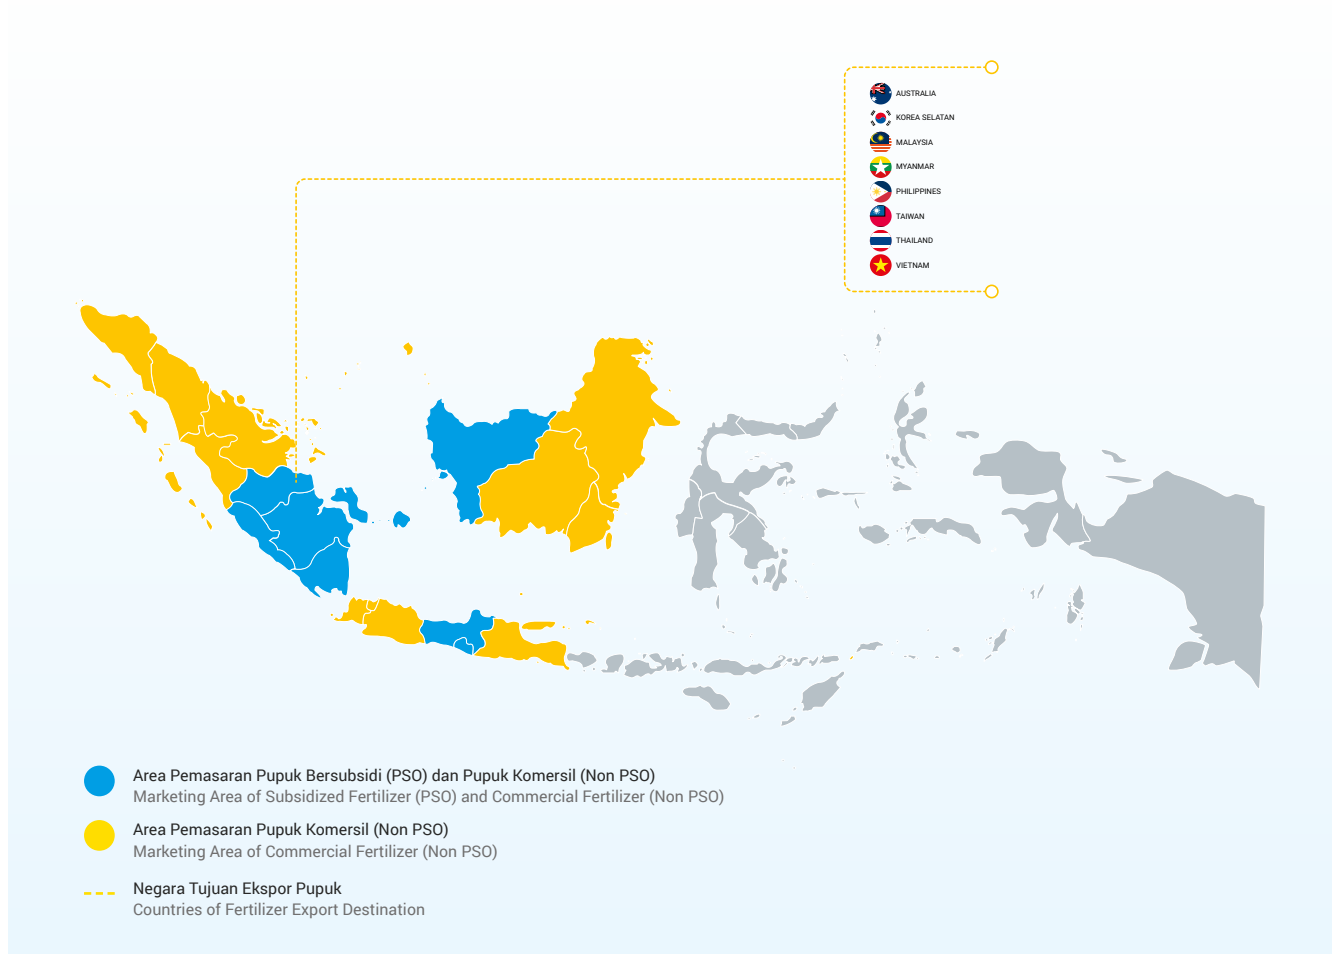 AUSTRALIA
KOREA SELATAN
MALAYSIA
MYANMAR
PHILIPPINES
TAIWAN
THAILAND
VIETNAM
Area Pemasaran Pupuk Bersubsidi (PSO) dan Pupuk Komersil (Non PSO)
Marketing Area of Subsidized Fertilizer (PSO) and Commercial Fertilizer (Non PSO)
Area Pemasaran Pupuk Komersil (Non PSO)
Marketing Area of Commercial Fertilizer (Non PSO)
Negara Tujuan Ekspor Pupuk
Countries of Fertilizer Export Destination